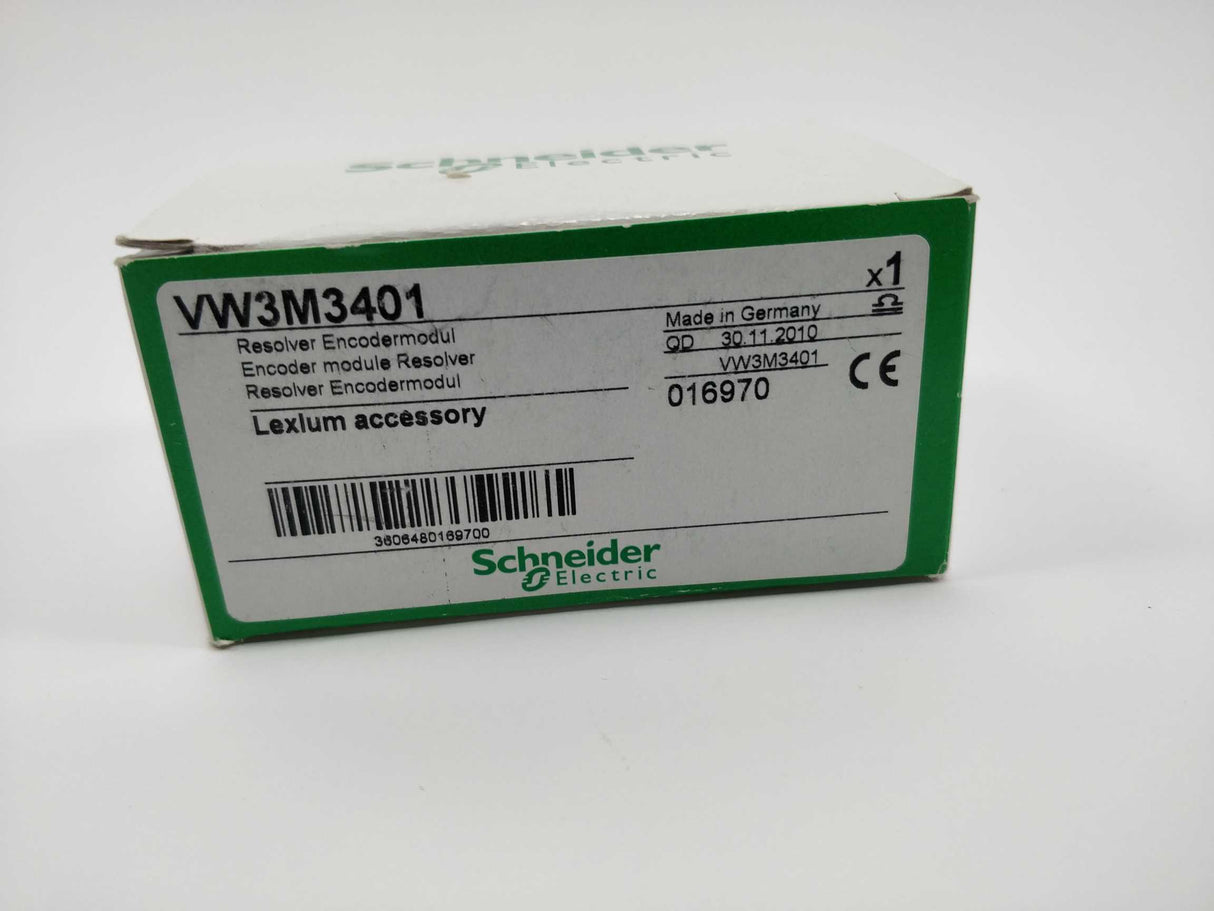 Schneider
Electric
VW3M3401
x1
Resolver Encodermodul
Encoder module Resolver
Resolver Encodermodul
Lexium accessory
Made in Germany
QD 30.11.2010
VW3M3401
016970
CE
3606480169700
Schneider
Electric